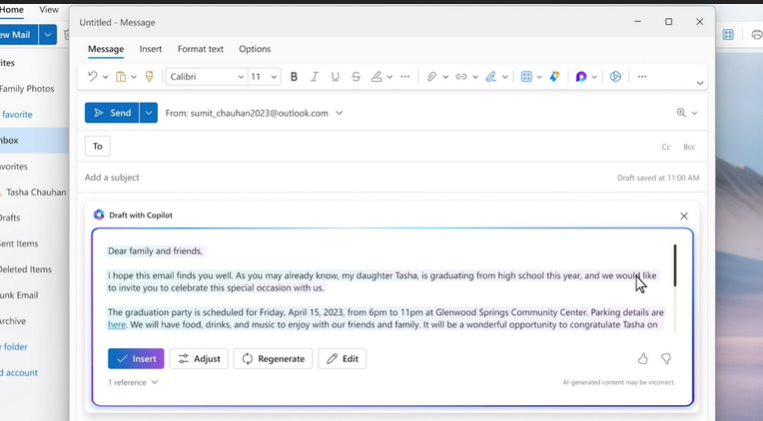 Home View
Untitled - Message
New Mail
Message Insert Format text Options
Calibri 11 B I U S
Family Photos
favorite
Send From: sumit_chauhan2023@outlook.com
To Cc Bcc
Add a subject Draft saved at 11:00 AM
Tasha Chauhan
Drafts
Draft with Copilot
Sent Items
Deleted Items
Junk Email
Archive
folder
account
Dear family and friends,
I hope this email finds you well. As you may already know, my daughter Tasha, is graduating from high school this year, and we would like
to invite you to celebrate this special occasion with us.
The graduation party is scheduled for Friday, April 15, 2023, from 6pm to 11pm at Glenwood Springs Community Center. Parking details are
here. We will have food, drinks, and music to enjoy with our friends and family. It will be a wonderful opportunity to congratulate Tasha on
Insert Adjust Regenerate Edit
1 reference AI-generated content may be incorrect.